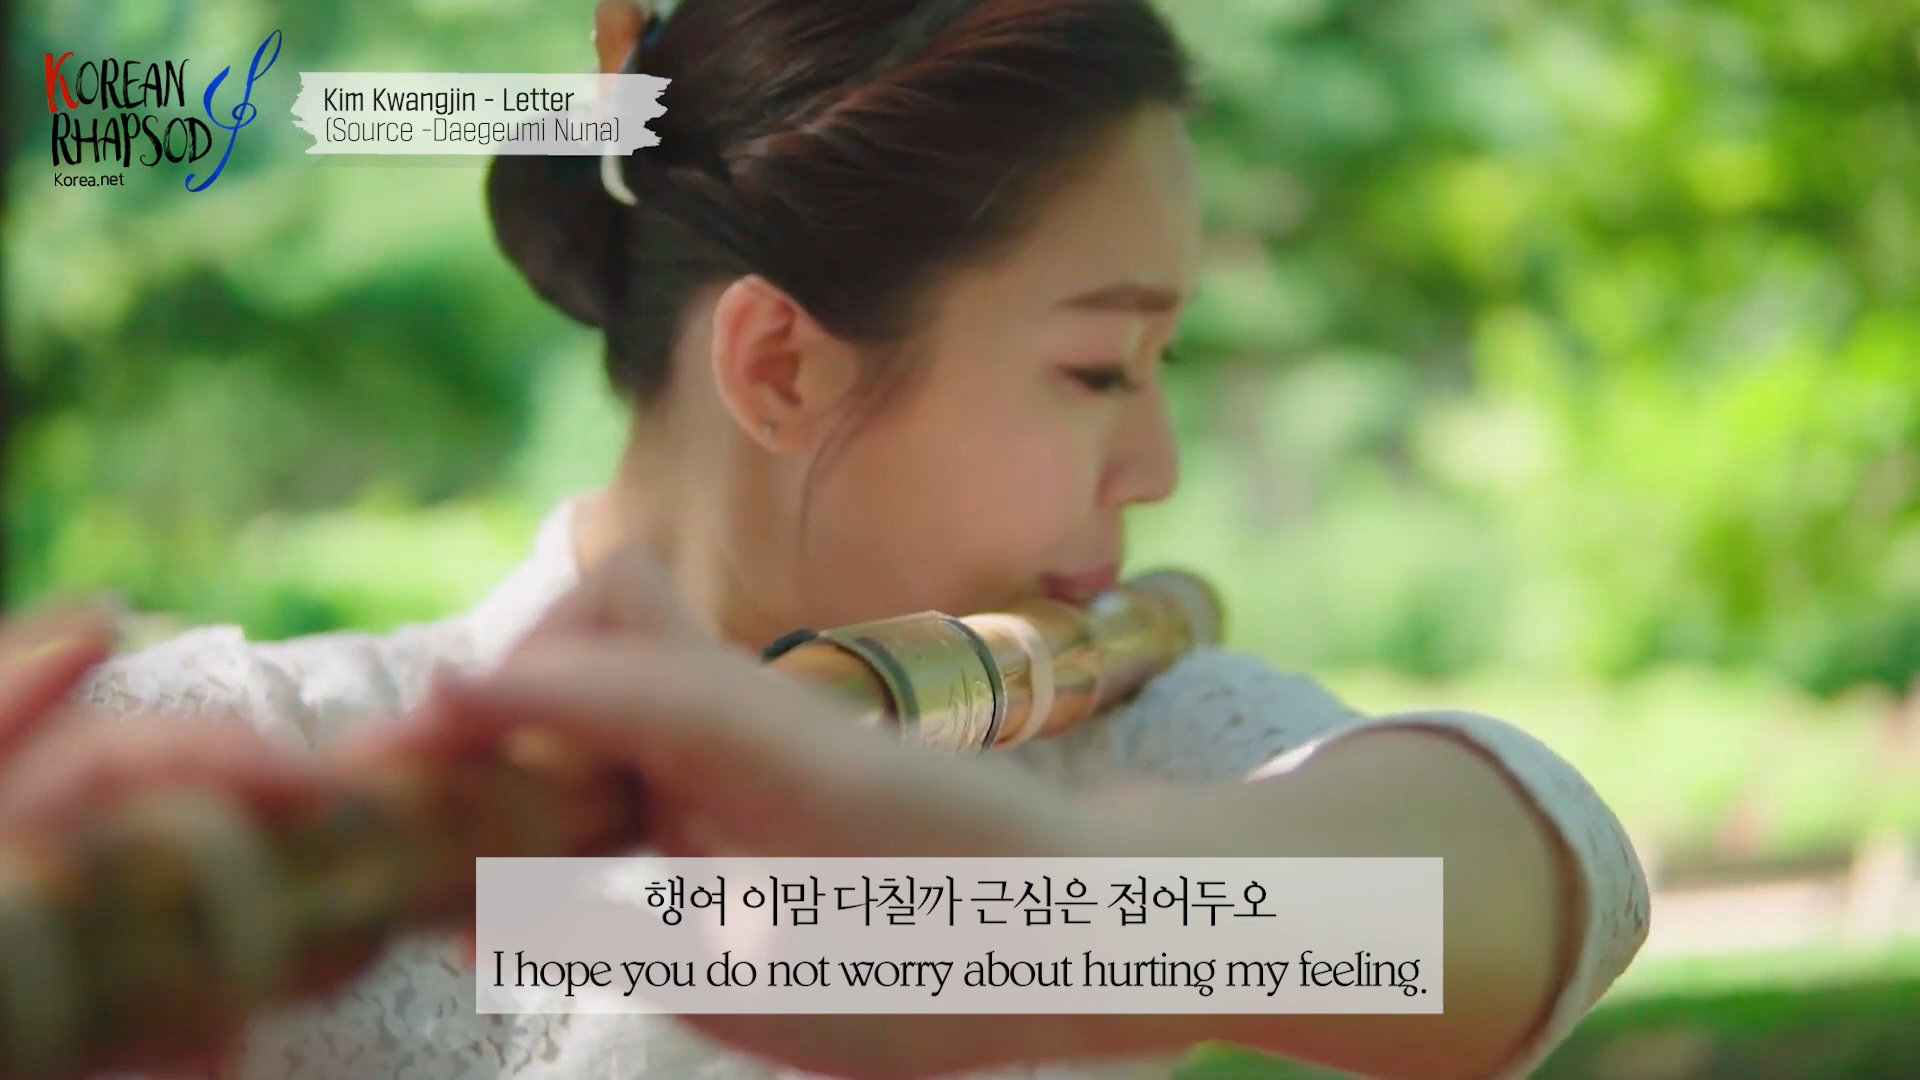 KOREAN
RHAPSODY
Korea.net
Kim Kwangjin - Letter
(Source -Daegeumi Nuna)
행여 이맘 다칠까 근심은 접어두오
I hope you do not worry about hurting my feeling.